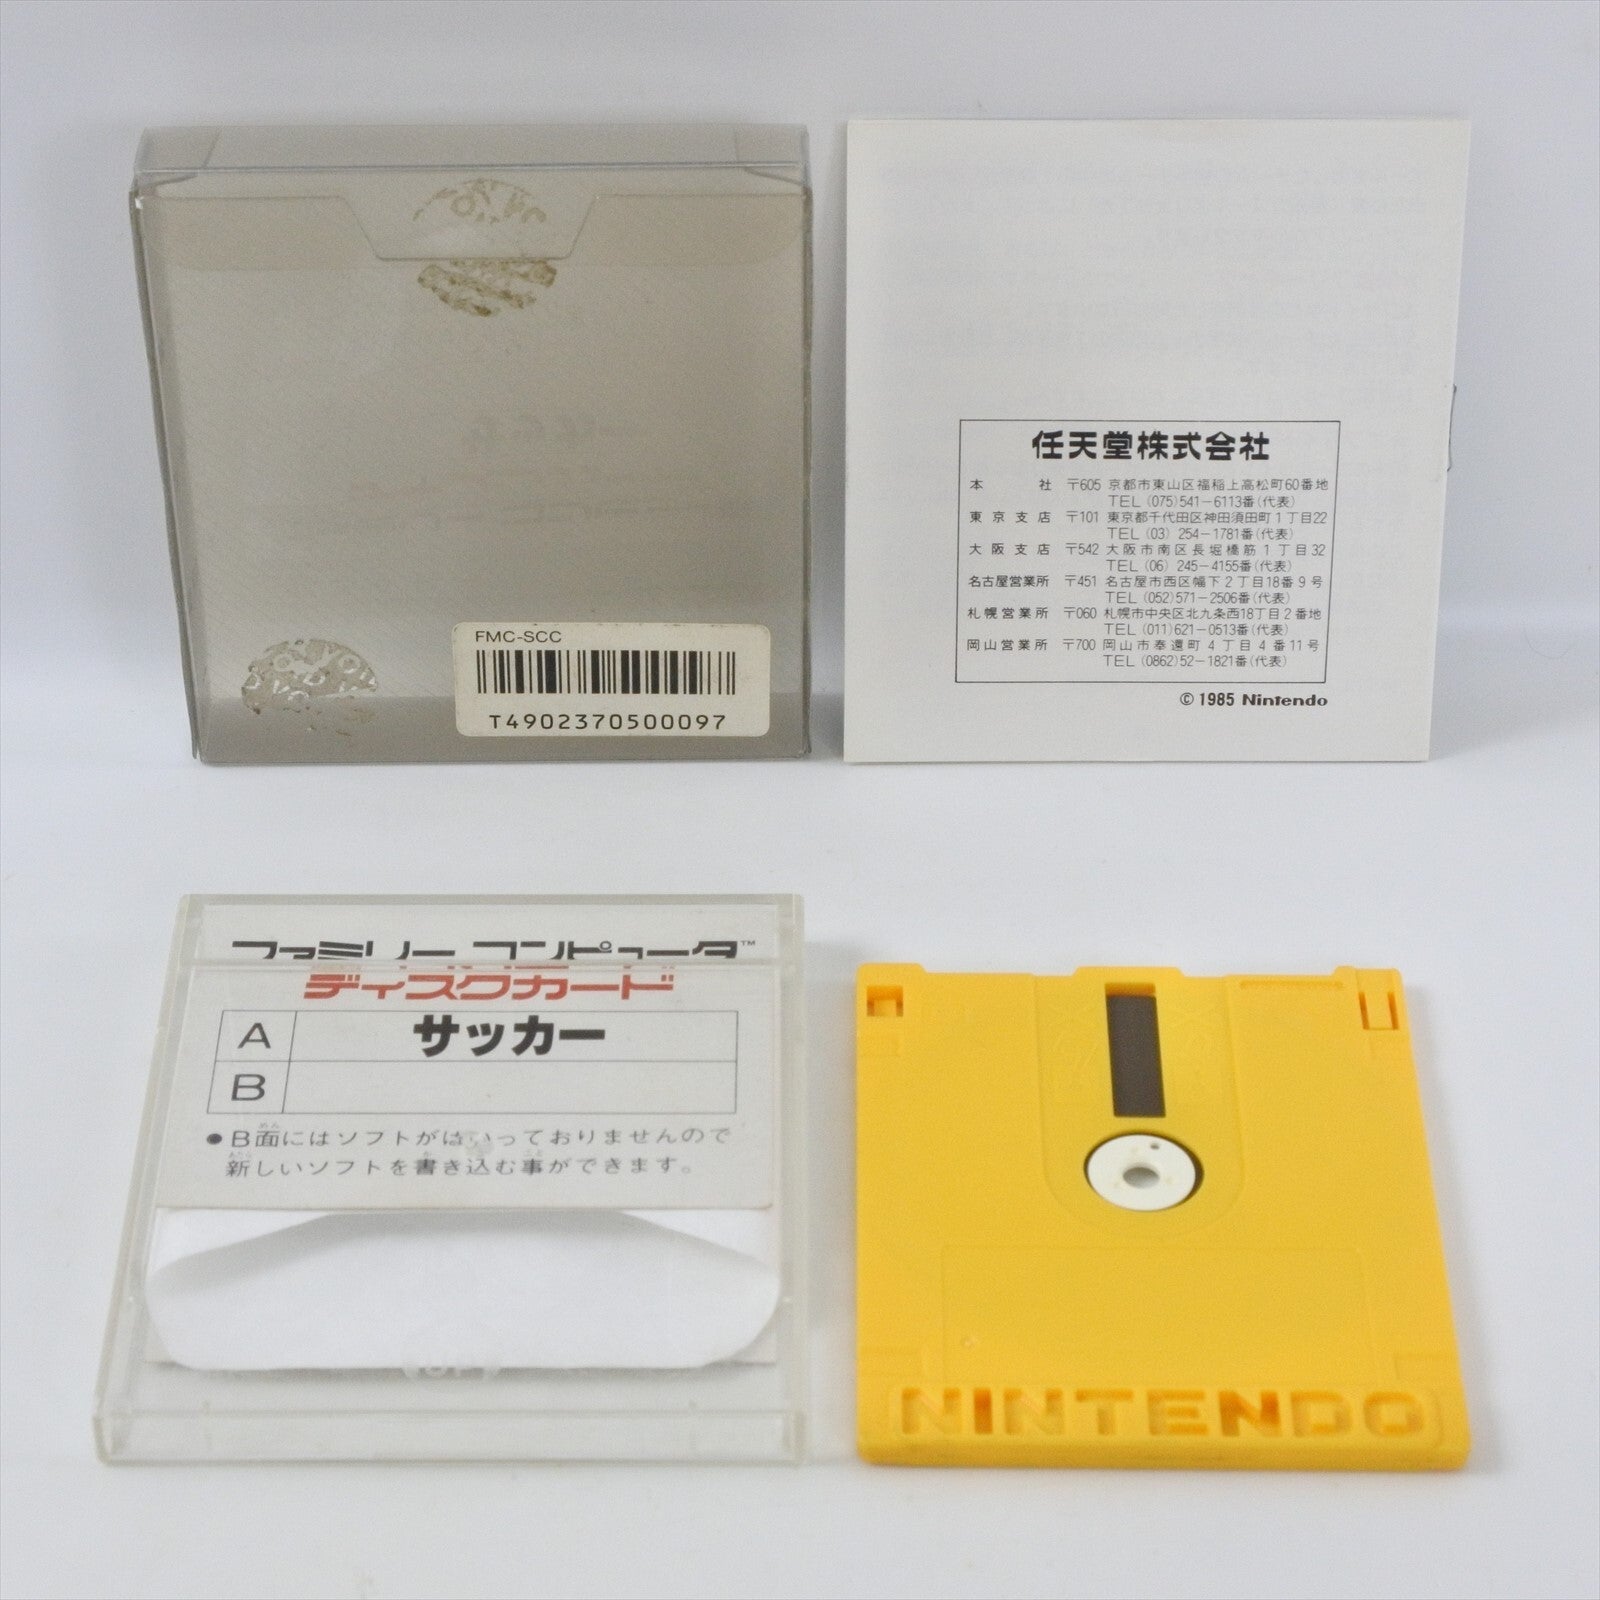 FMC-SCC
T4902370500097
任天堂株式会社
本社 〒605 京都市東山区福稲上高松町60番地
TEL (075)541-6113番(代表)
東京支店 〒101 東京都千代田区神田須田町1丁目22
TEL (03) 254-1781番(代表)
大阪支店 〒542 大阪市南区長堀橋筋1丁目32
TEL (06) 245-4155番(代表)
名古屋営業所 〒451 名古屋市西区幅下2丁目18番9号
TEL (052)571-2506番(代表)
札幌営業所 〒060 札幌市中央区北九条西18丁目2番地
TEL (011)621-0513番(代表)
岡山営業所 〒700 岡山市奉還町4丁目4番11号
TEL (0862)52-1821番(代表)
© 1985 Nintendo
ファミリーコンピュータ™
ディスクカード
A サッカー
B
●B面にはソフトがはいっておりませんので
新しいソフトを書き込む事ができます。
NINTENDO